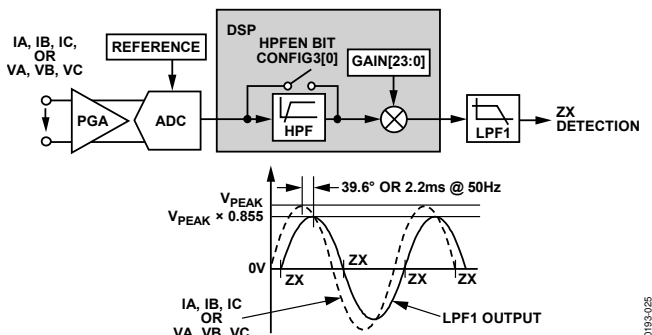 DSP
IA, IB, IC,
OR
VA, VB, VC
REFERENCE
HPFEN BIT
CONFIG3[0]
GAIN[23:0]
PGA
ADC
HPF
LPF1
ZX
DETECTION
39.6° OR 2.2ms @ 50Hz
VPEAK
VPEAK × 0.855
0V
ZX
ZX
ZX
ZX
IA, IB, IC
OR
VA, VB, VC
LPF1 OUTPUT